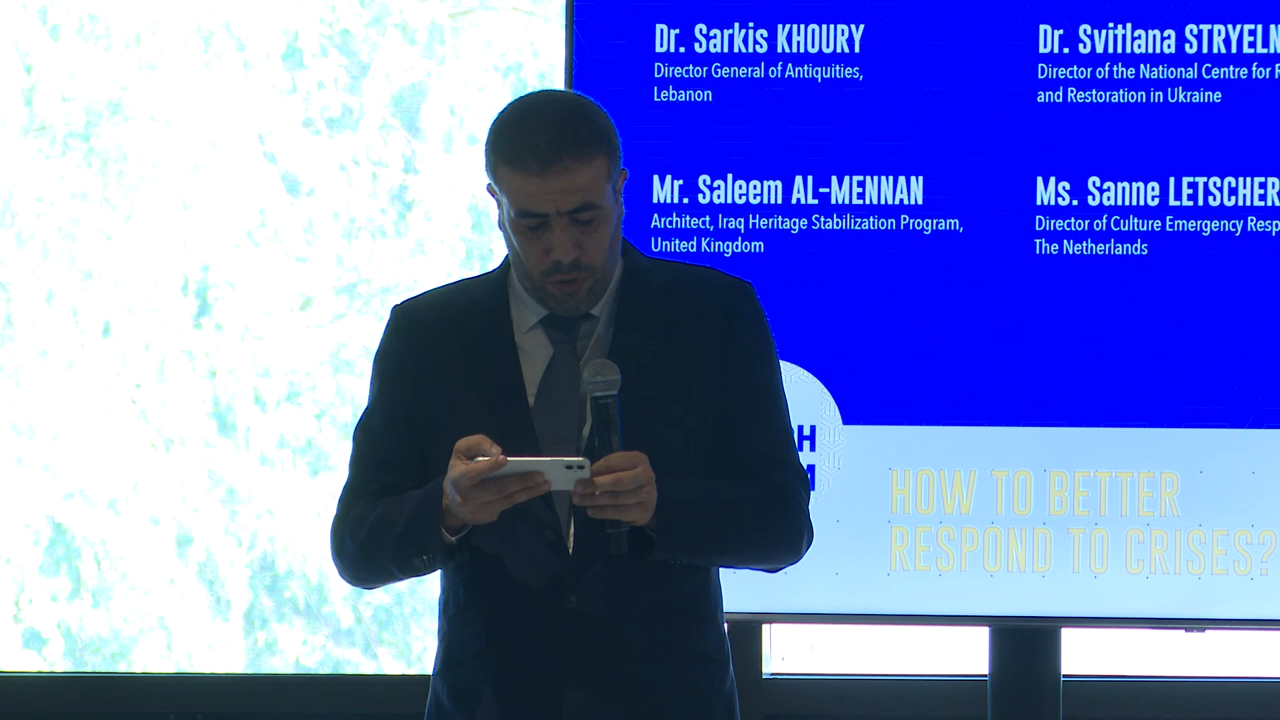 Dr. Sarkis KHOURY
Director General of Antiquities,
Lebanon
Dr. Svitlana
Director of the National Centre for
and Restoration in Ukraine
Mr. Saleem AL-MENNAN
Architect, Iraq Heritage Stabilization Program,
United Kingdom
Ms. Sanne LETSCHER
Director of Culture Emergency
The Netherlands
HOW TO BETTER
RESPOND TO CRISES?